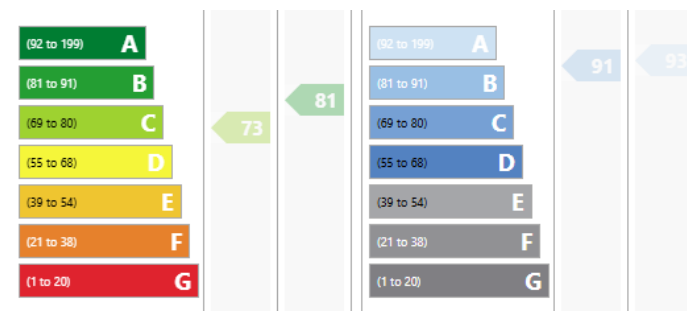 (92 to 199) A
(81 to 91) B
(69 to 80) C
(55 to 68) D
(39 to 54) E
(21 to 38) F
(1 to 20) G
73
81
(92 to 199) A
(81 to 91) B
(69 to 80) C
(55 to 68) D
(39 to 54) E
(21 to 38) F
(1 to 20) G
91
93